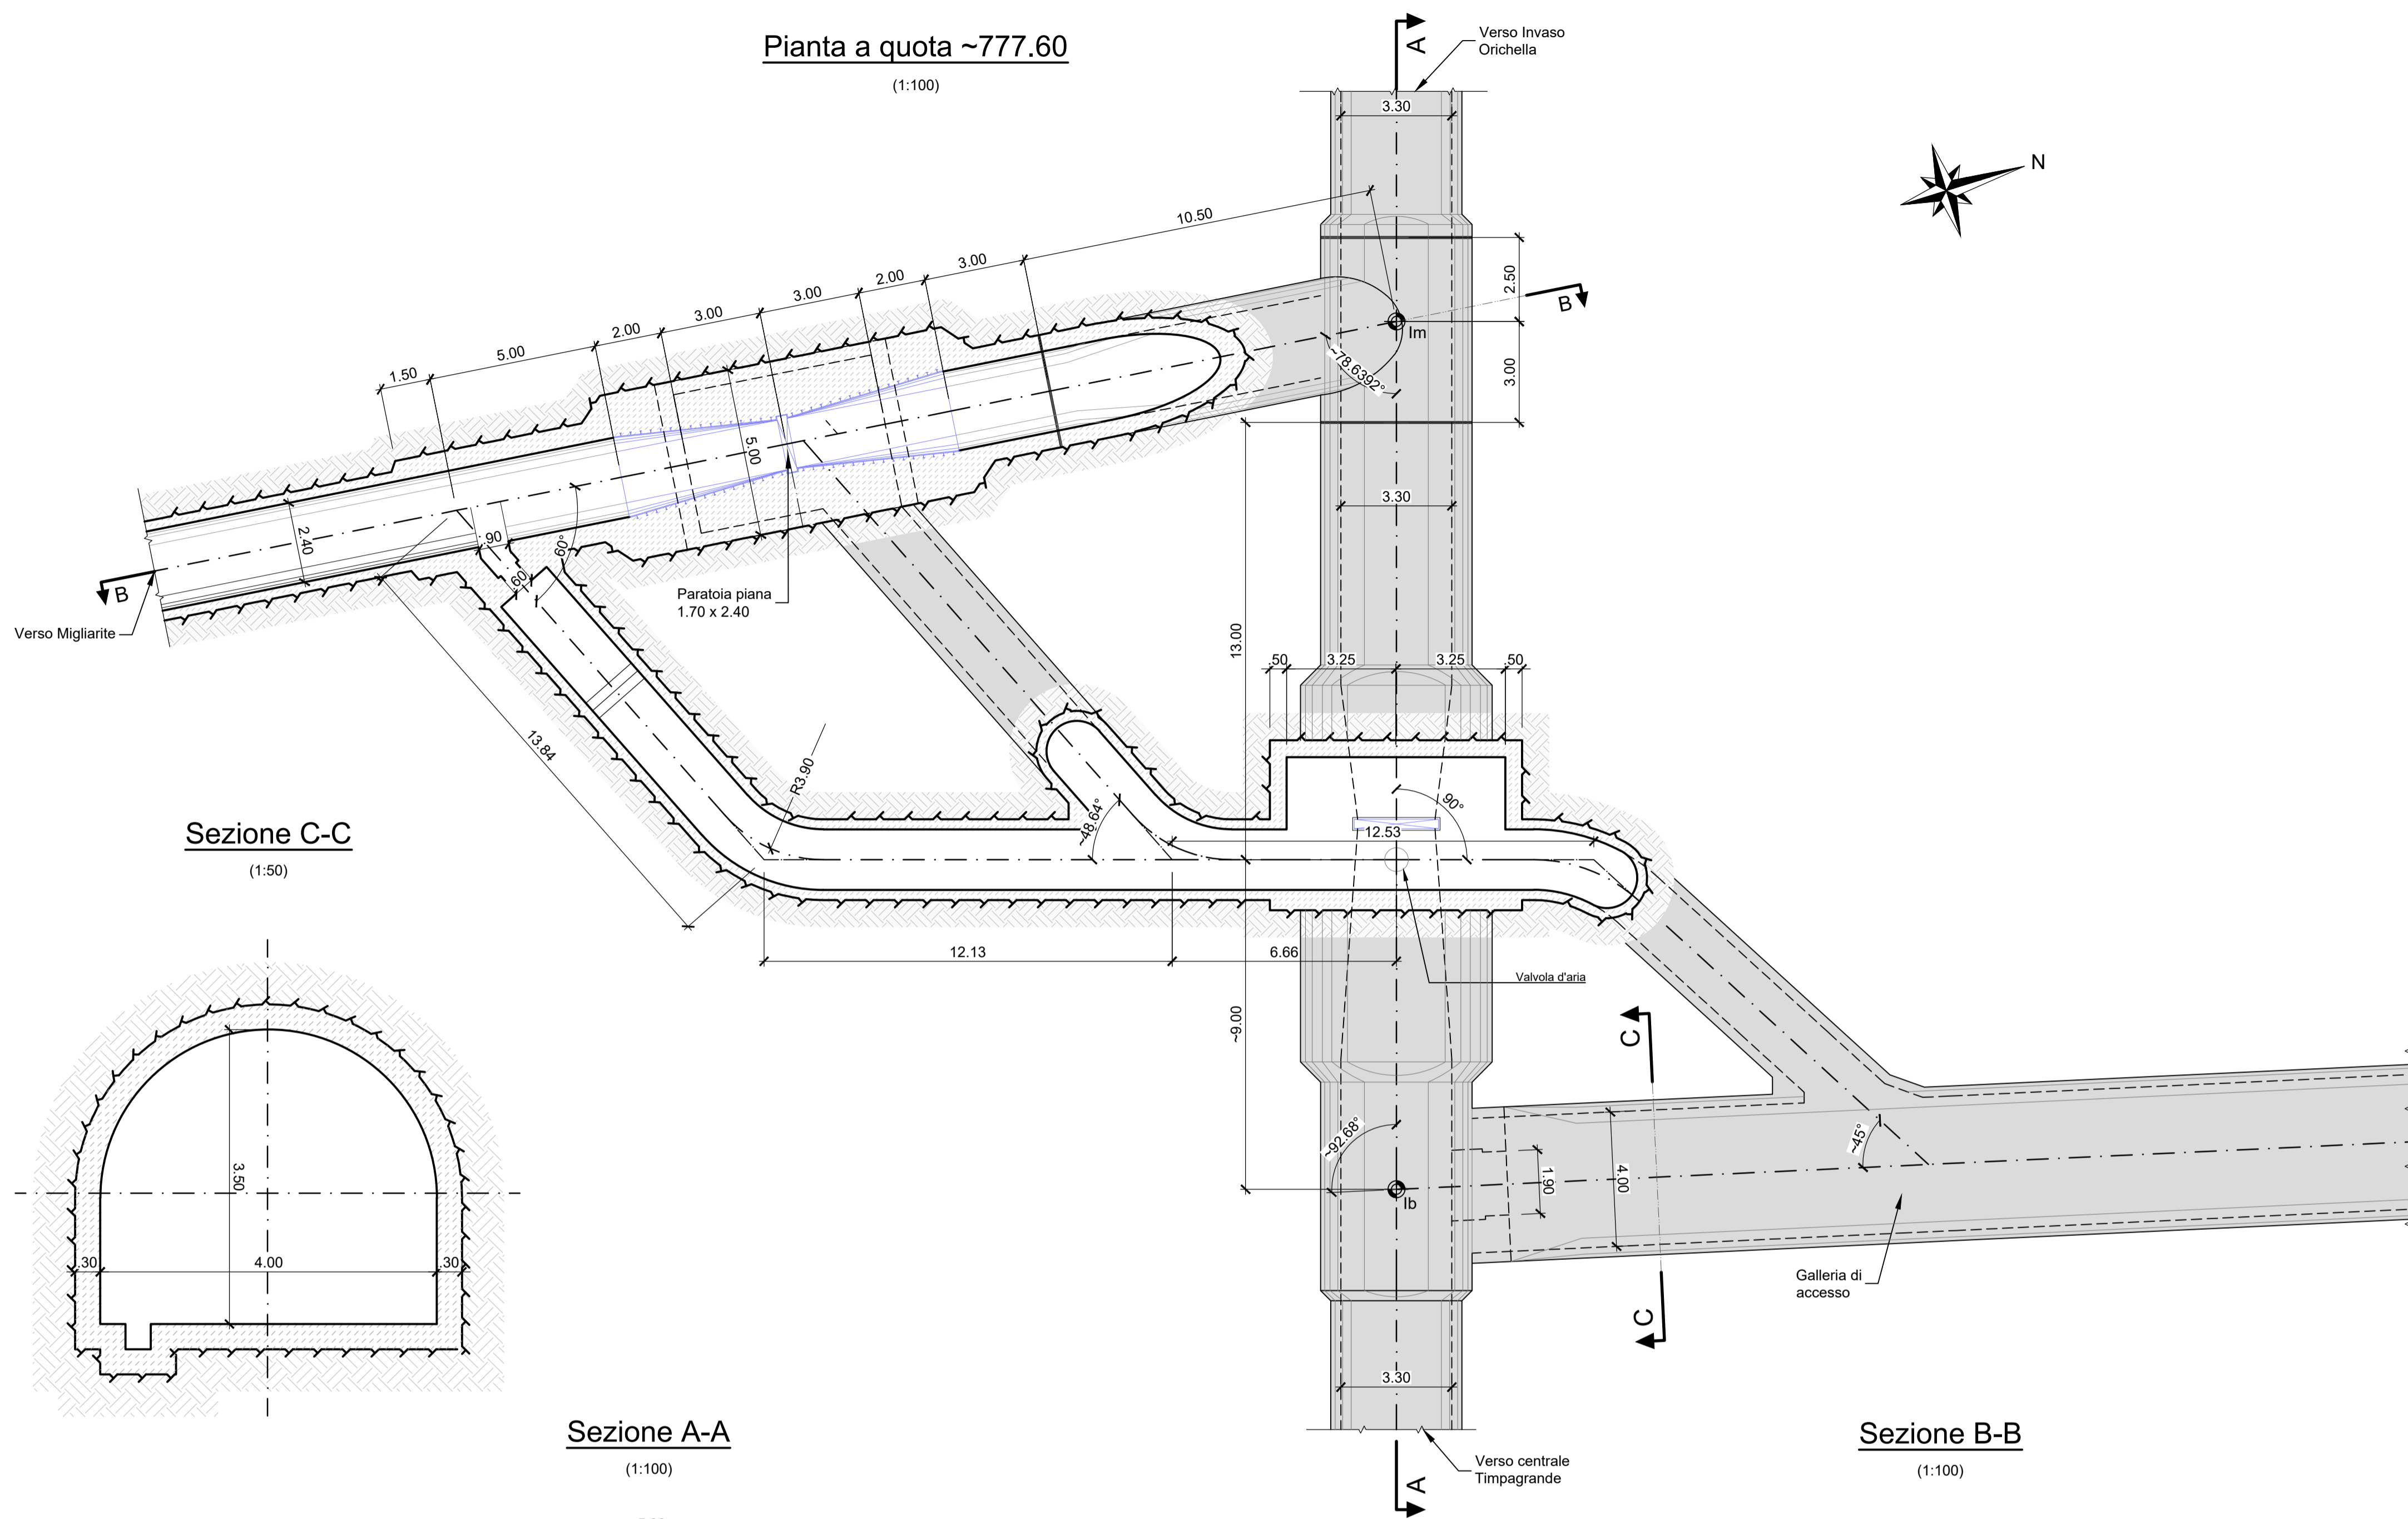 Pianta a quota ~777.60
(1:100)
A
Verso Invaso
Orichella
3.30
N
10.50
3.00
2.00
3.00
3.00
2.00
5.00
1.50
2.50
B
Im
~78.6392°
3.00
5.00
2.40
.90
60°
.60
B
Paratoia piana
1.70 x 2.40
Verso Migliarite
3.30
13.00
.50
3.25
3.25
.50
13.84
R3.90
~48.64°
90°
12.53
Sezione C-C
(1:50)
12.13
6.66
Valvola d'aria
~9.00
C
~92.68°
Ib
1.90
4.00
~45°
3.50
.30
4.00
.30
Galleria di
accesso
C
3.30
Sezione A-A
(1:100)
Verso centrale
Timpagrande
A
Sezione B-B
(1:100)